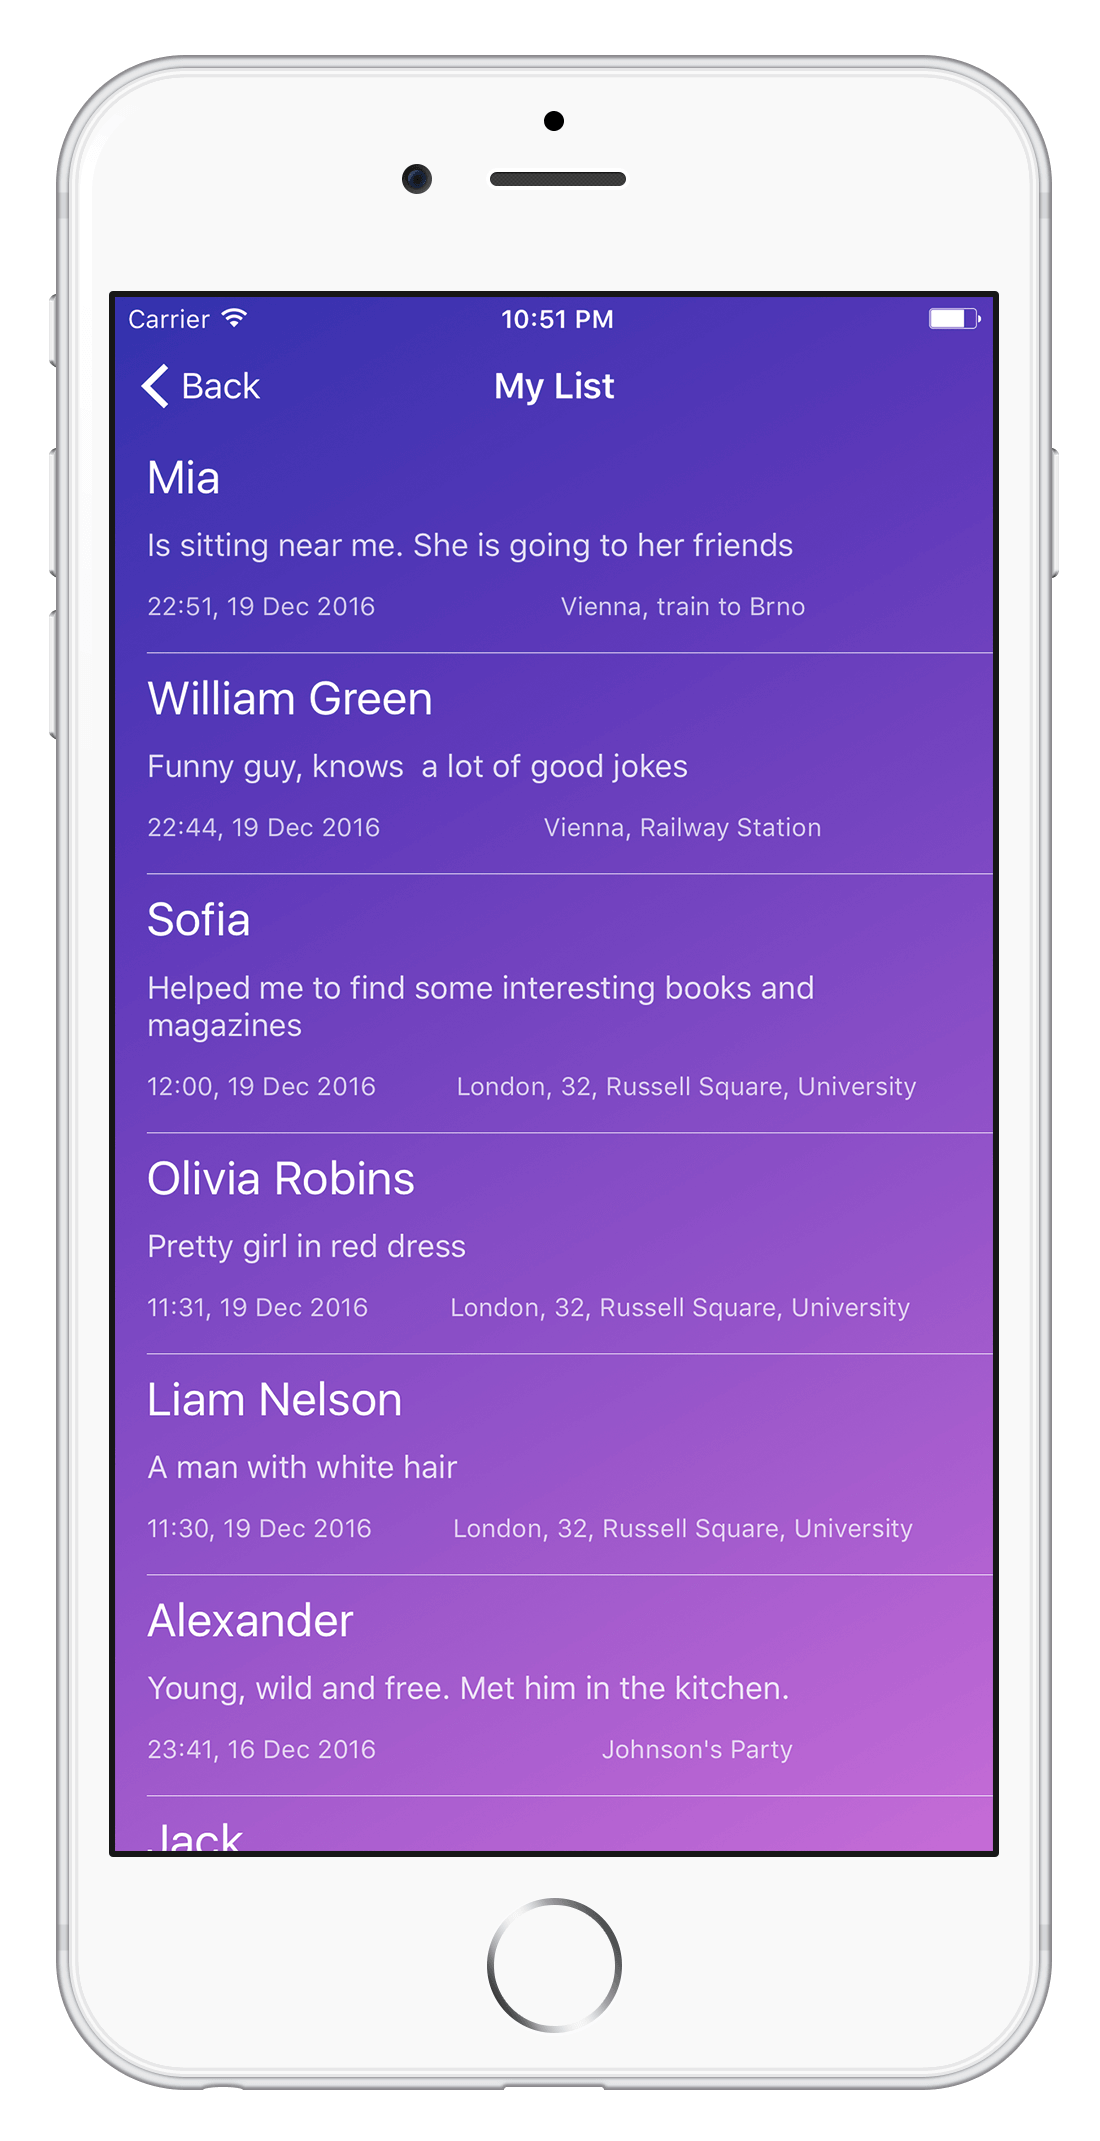 Carrier 10:51 PM
Back My List
Mia
Is sitting near me. She is going to her friends
22:51, 19 Dec 2016 Vienna, train to Brno
William Green
Funny guy, knows  a lot of good jokes
22:44, 19 Dec 2016 Vienna, Railway Station
Sofia
Helped me to find some interesting books and
magazines
12:00, 19 Dec 2016 London, 32, Russell Square, University
Olivia Robins
Pretty girl in red dress
11:31, 19 Dec 2016 London, 32, Russell Square, University
Liam Nelson
A man with white hair
11:30, 19 Dec 2016 London, 32, Russell Square, University
Alexander
Young, wild and free. Met him in the kitchen.
23:41, 16 Dec 2016 Johnson's Party
Jack